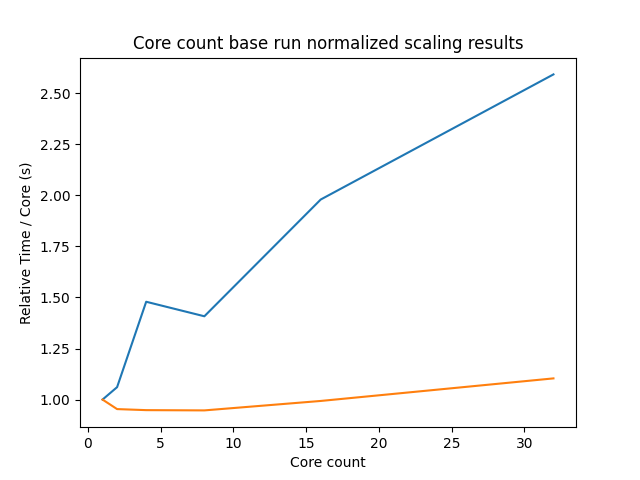 Core count base run normalized scaling results
Relative Time / Core (s)
2.50
2.25
2.00
1.75
1.50
1.25
1.00
0 5 10 15 20 25 30
Core count